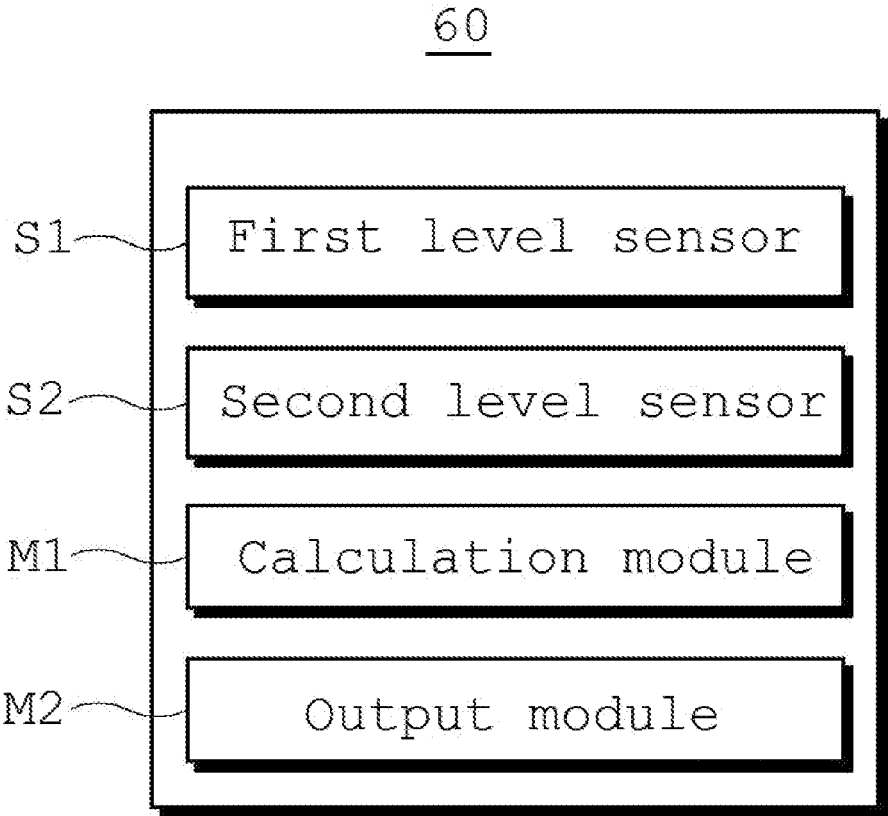 60
S1 First level sensor
S2 Second level sensor
M1 Calculation module
M2 Output module